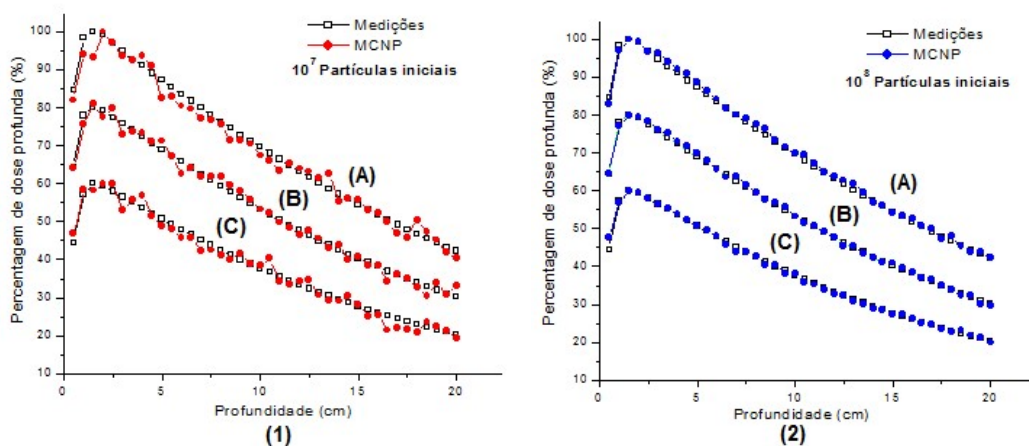 Percentagem de dose profunda (%)
100
90
80
70
60
50
40
30
20
10
Medições
MCNP
10⁷ Partículas iniciais
(A)
(B)
(C)
0 5 10 15 20
Profundidade (cm)
(1)
Percentagem de dose profunda (%)
100
90
80
70
60
50
40
30
20
10
Medições
MCNP
10⁸ Partículas iniciais
(A)
(B)
(C)
0 5 10 15 20
Profundidade (cm)
(2)